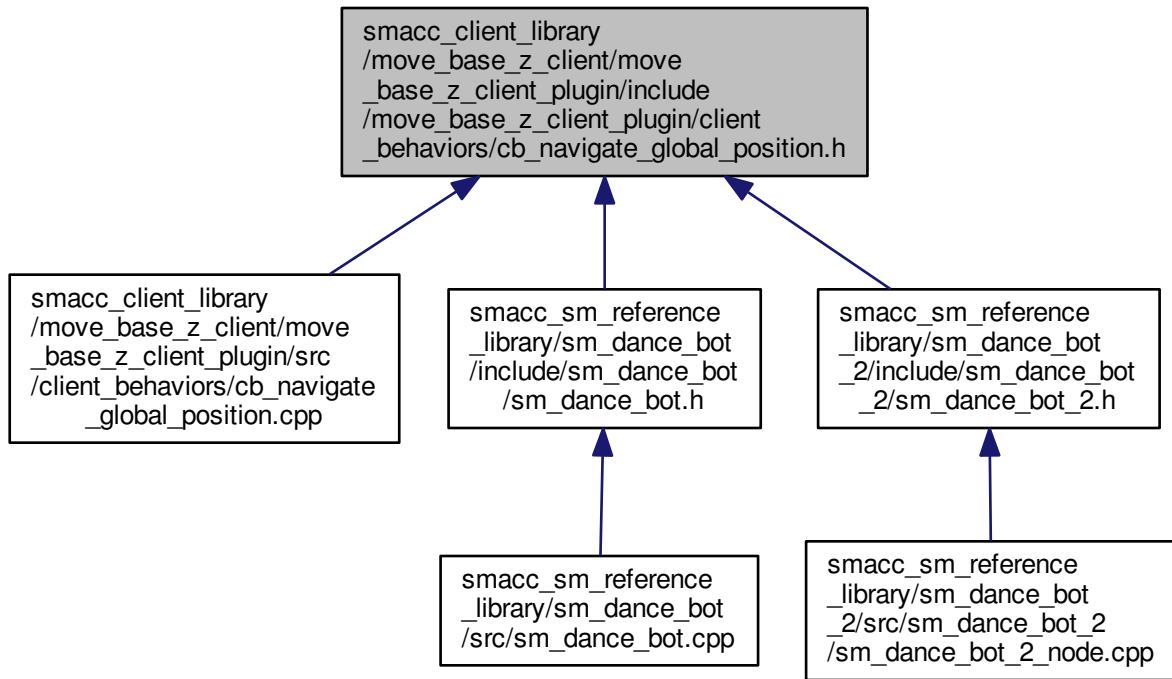 smacc_client_library
/move_base_z_client/move
_base_z_client_plugin/include
/move_base_z_client_plugin/client
_behaviors/cb_navigate_global_position.h
smacc_client_library
/move_base_z_client/move
_base_z_client_plugin/src
/client_behaviors/cb_navigate
_global_position.cpp
smacc_sm_reference
_library/sm_dance_bot
/include/sm_dance_bot
/sm_dance_bot.h
smacc_sm_reference
_library/sm_dance_bot
_2/include/sm_dance_bot
_2/sm_dance_bot_2.h
smacc_sm_reference
_library/sm_dance_bot
/src/sm_dance_bot.cpp
smacc_sm_reference
_library/sm_dance_bot
_2/src/sm_dance_bot_2
/sm_dance_bot_2_node.cpp